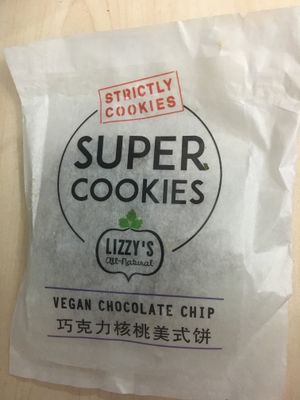 STRICTLY
COOKIES
SUPER
COOKIES
LIZZY'S
All-Natural
VEGAN CHOCOLATE CHIP
巧克力核桃美式饼